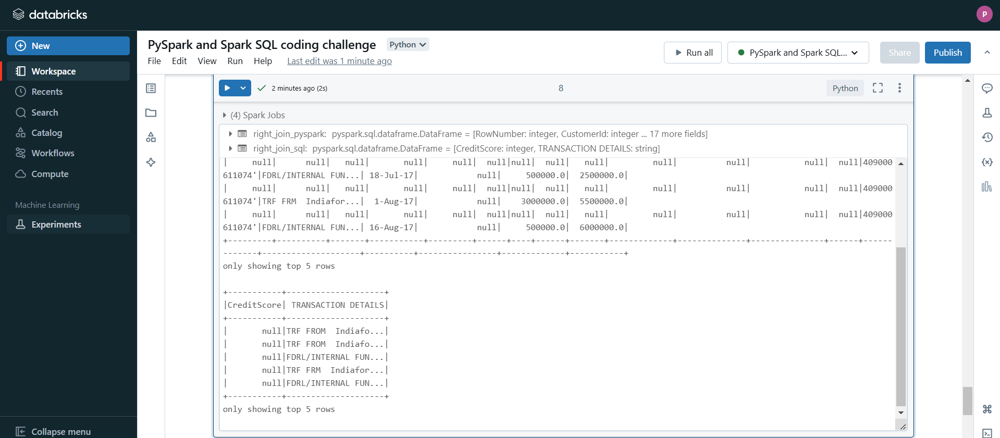 databricks
P
New
Workspace
Recents
Search
Catalog
Workflows
Compute
Machine Learning
Experiments
Collapse menu
PySpark and Spark SQL coding challenge
Python
File Edit View Run Help Last edit was 1 minute ago
Run all
PySpark and Spark SQL...
Share
Publish
2 minutes ago (2s)
8
Python
(4) Spark Jobs
right_join_pyspark: pyspark.sql.dataframe.DataFrame = [RowNumber: integer, CustomerId: integer ... 17 more fields]
right_join_sql: pyspark.sql.dataframe.DataFrame = [CreditScore: integer, TRANSACTION DETAILS: string]
|     null|      null|   null|       null|     null|  null|null|  null|   null|         null|          null|           null|  null|409000
611074'|FDRL/INTERNAL FUN...| 18-Jul-17|            null|     500000.0|  2500000.0|
|     null|      null|   null|       null|     null|  null|null|  null|   null|         null|          null|           null|  null|409000
611074'|TRF FRM  Indiafor...|  1-Aug-17|            null|    3000000.0|  5500000.0|
|     null|      null|   null|       null|     null|  null|null|  null|   null|         null|          null|           null|  null|409000
611074'|FDRL/INTERNAL FUN...| 16-Aug-17|            null|     500000.0|  6000000.0|
+---------+----------+-------+-----------+---------+------+----+------+-------+-------------+--------------+---------------+------+------
-------+--------------------+----------+----------------+-------------+-----------+
only showing top 5 rows
+-----------+--------------------+
|CreditScore| TRANSACTION DETAILS|
+-----------+--------------------+
|       null|TRF FROM  Indiafo...|
|       null|TRF FROM  Indiafo...|
|       null|FDRL/INTERNAL FUN...|
|       null|TRF FRM  Indiafor...|
|       null|FDRL/INTERNAL FUN...|
+-----------+--------------------+
only showing top 5 rows